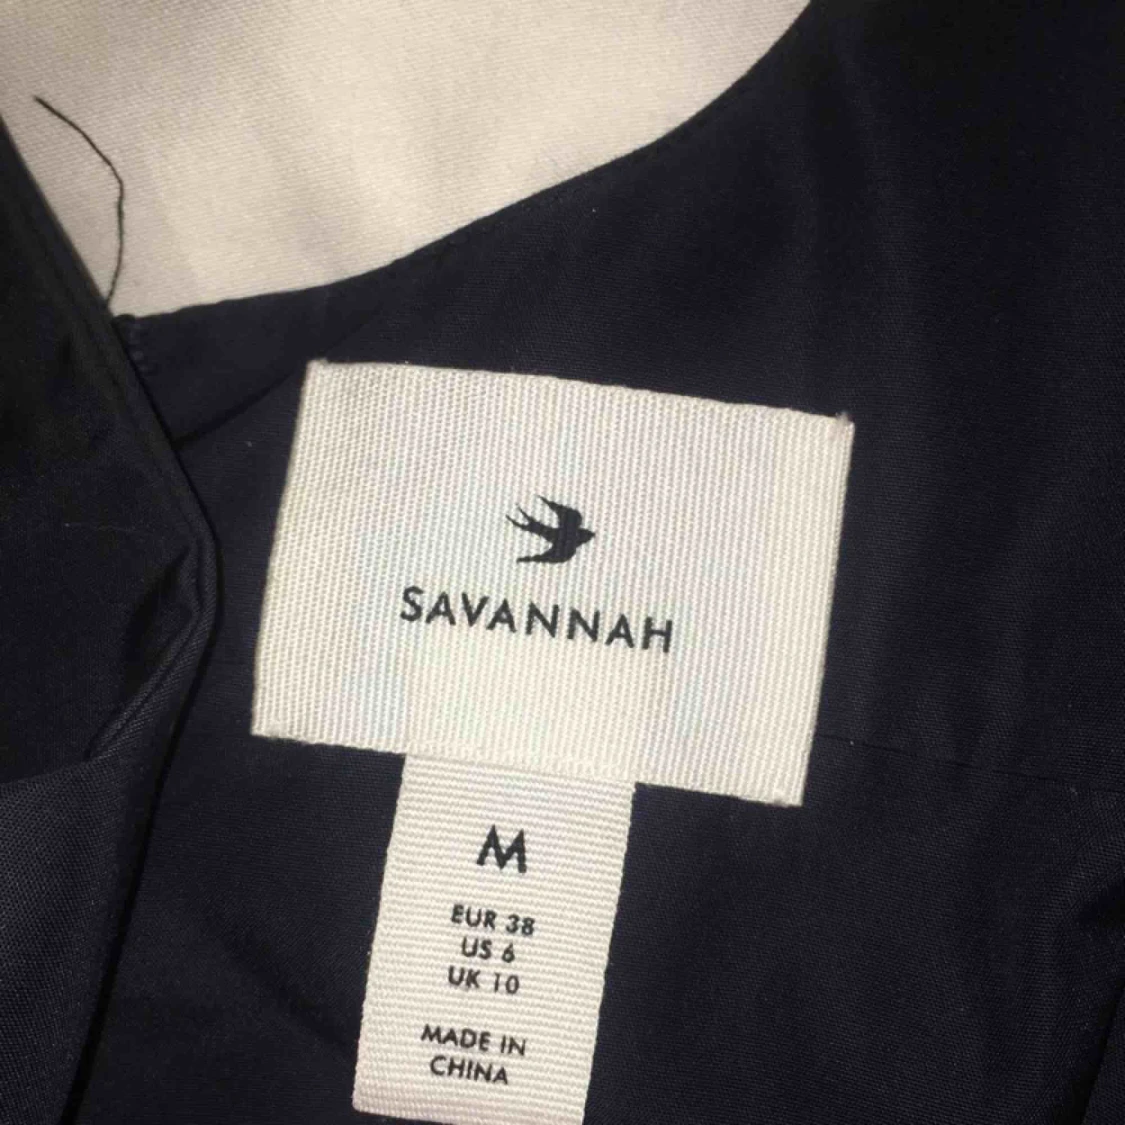 SAVANNAH
M
EUR 38
US 6
UK 10
MADE IN
CHINA